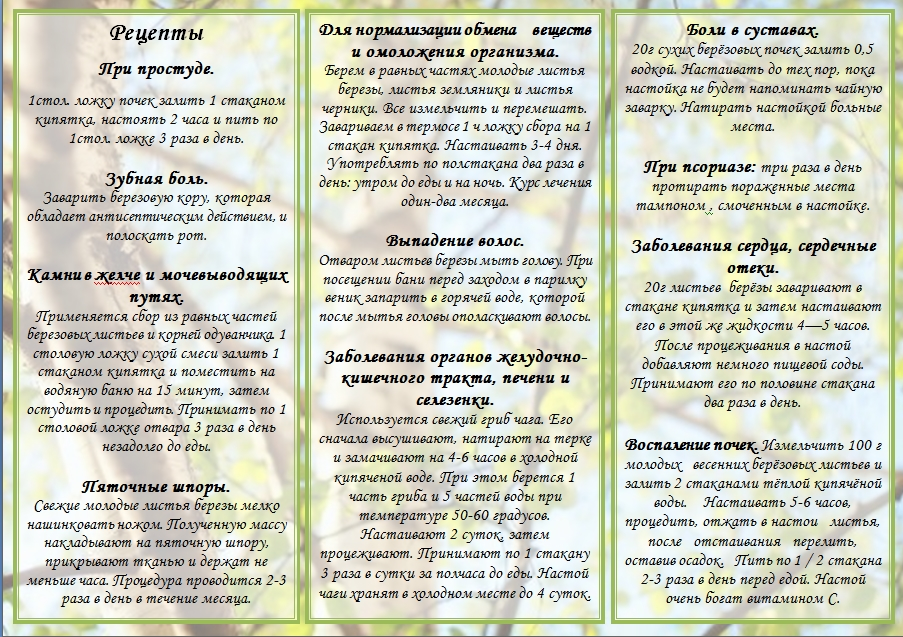 Рецепты
При простуде.
1стол. ложку почек залить 1 стаканом
кипятка, настоять 2 часа и пить по
1стол. ложке 3 раза в день.
Зубная боль.
Заварить березовую кору, которая
обладает антисептическим действием, и
полоскать рот.
Камни в желче и мочевыводящих
путях.
Применяется сбор из равных частей
березовых листьев и корней одуванчика. 1
столовую ложку сухой смеси залить 1
стаканом кипятка и поместить на
водяную баню на 15 минут, затем
остудить и процедить. Принимать по 1
столовой ложке отвара 3 раза в день
незадолго до еды.
Пяточные шпоры.
Свежие молодые листья березы мелко
нашинковать ножом. Полученную массу
накладывают на пяточную шпору,
прикрывают тканью и держат не
меньше часа. Процедура проводится 2-3
раза в день в течение месяца.
Для нормализации обмена веществ
и омоложения организма.
Берем в равных частях молодые листья
березы, листья земляники и листья
черники. Все измельчить и перемешать.
Завариваем в термосе 1 ч ложку сбора на 1
стакан кипятка. Настаивать 3-4 дня.
Употреблять по полстакана два раза в
день: утром до еды и на ночь. Курс лечения
один-два месяца.
Выпадение волос.
Отваром листьев березы мыть голову. При
посещении бани перед заходом в парилку
веник запарить в горячей воде, которой
после мытья головы ополаскивают волосы.
Заболевания органов желудочно-
кишечного тракта, печени и
селезенки.
Используется свежий гриб чага. Его
сначала высушивают, натирают на терке
и замачивают на 4-6 часов в холодной
кипяченой воде. При этом берется 1
часть гриба и 5 частей воды при
температуре 50-60 градусов.
Настаивают 2 суток, затем
процеживают. Принимают по 1 стакану
3 раза в сутки за полчаса до еды. Настой
чаги хранят в холодном месте до 4 суток.
Боли в суставах.
20г сухих берёзовых почек залить 0,5
водкой. Настаивать до тех пор, пока
настойка не будет напоминать чайную
заварку. Натирать настойкой больные
места.
При псориазе: три раза в день
протирать пораженные места
тампоном , смоченным в настойке.
Заболевания сердца, сердечные
отеки.
20г листьев берёзы заваривают в
стакане кипятка и затем настаивают
его в этой же жидкости 4—5 часов.
После процеживания в настой
добавляют немного пищевой соды.
Принимают его по половине стакана
два раза в день.
Воспаление почек. Измельчить 100 г
молодых весенних берёзовых листьев и
залить 2 стаканами тёплой кипячёной
воды. Настаивать 5-6 часов,
процедить, отжать в настои листья,
после отстаивания перелить,
оставив осадок. Пить по 1 / 2 стакана
2-3 раза в день перед едой. Настой
очень богат витамином С.